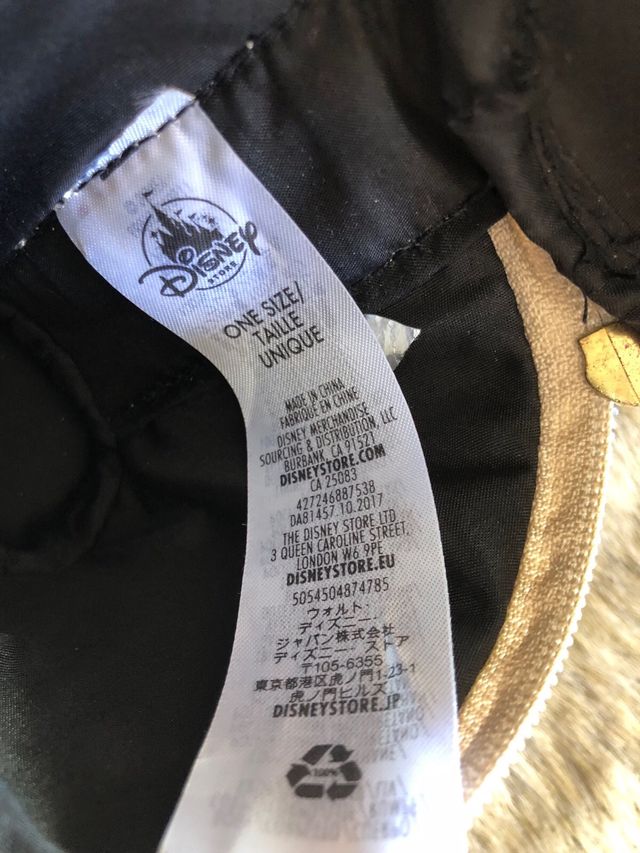 Disney
STORE
ONE SIZE/
TAILLE
UNIQUE
MADE IN CHINA
FABRIQUÉ EN CHINE
DISNEY MERCHANDISE
SOURCING & DISTRIBUTION, LLC
BURBANK, CA 91521
DISNEYSTORE.COM
CA 25083
427246887538
DA81457.10.2017
THE DISNEY STORE LTD
3 QUEEN CAROLINE STREET,
LONDON W6 9PE
DISNEYSTORE.EU
5054504874785
ウォルト・
ディズニー・
ジャパン株式会社
ディズニー ストア
〒105-6355
東京都港区虎ノ門1-23-1
虎ノ門ヒルズ
DISNEYSTORE.JP
100%